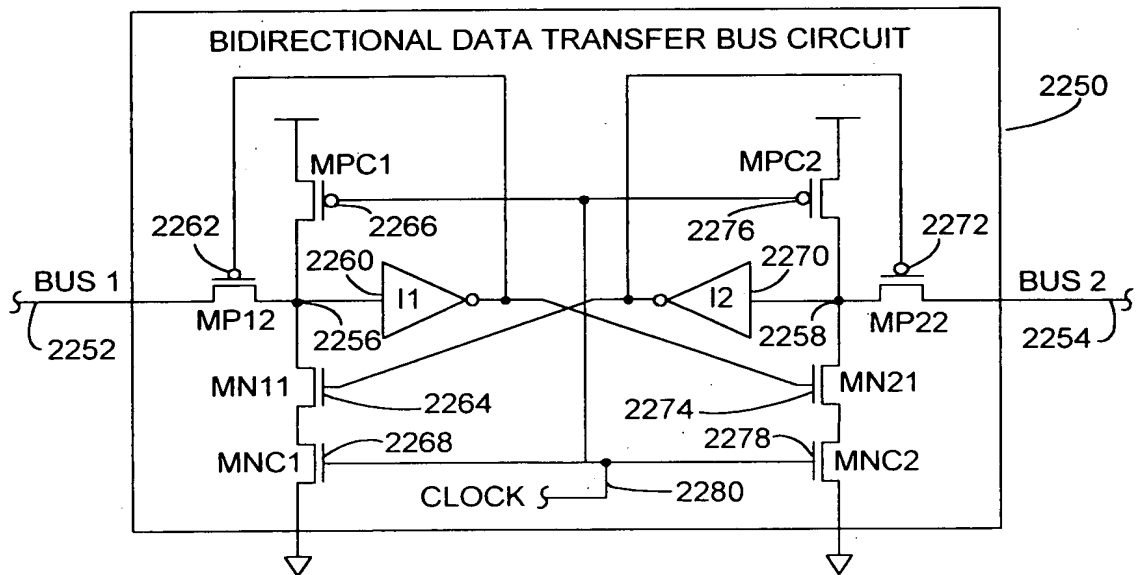 BIDIRECTIONAL DATA TRANSFER BUS CIRCUIT
2250
MPC1
MPC2
2262
2266
2276
2272
2260
2270
BUS 1
I1
I2
BUS 2
MP12
2256
2258
MP22
2252
2254
MN11
MN21
2264
2274
2268
2278
MNC1
MNC2
CLOCK
2280